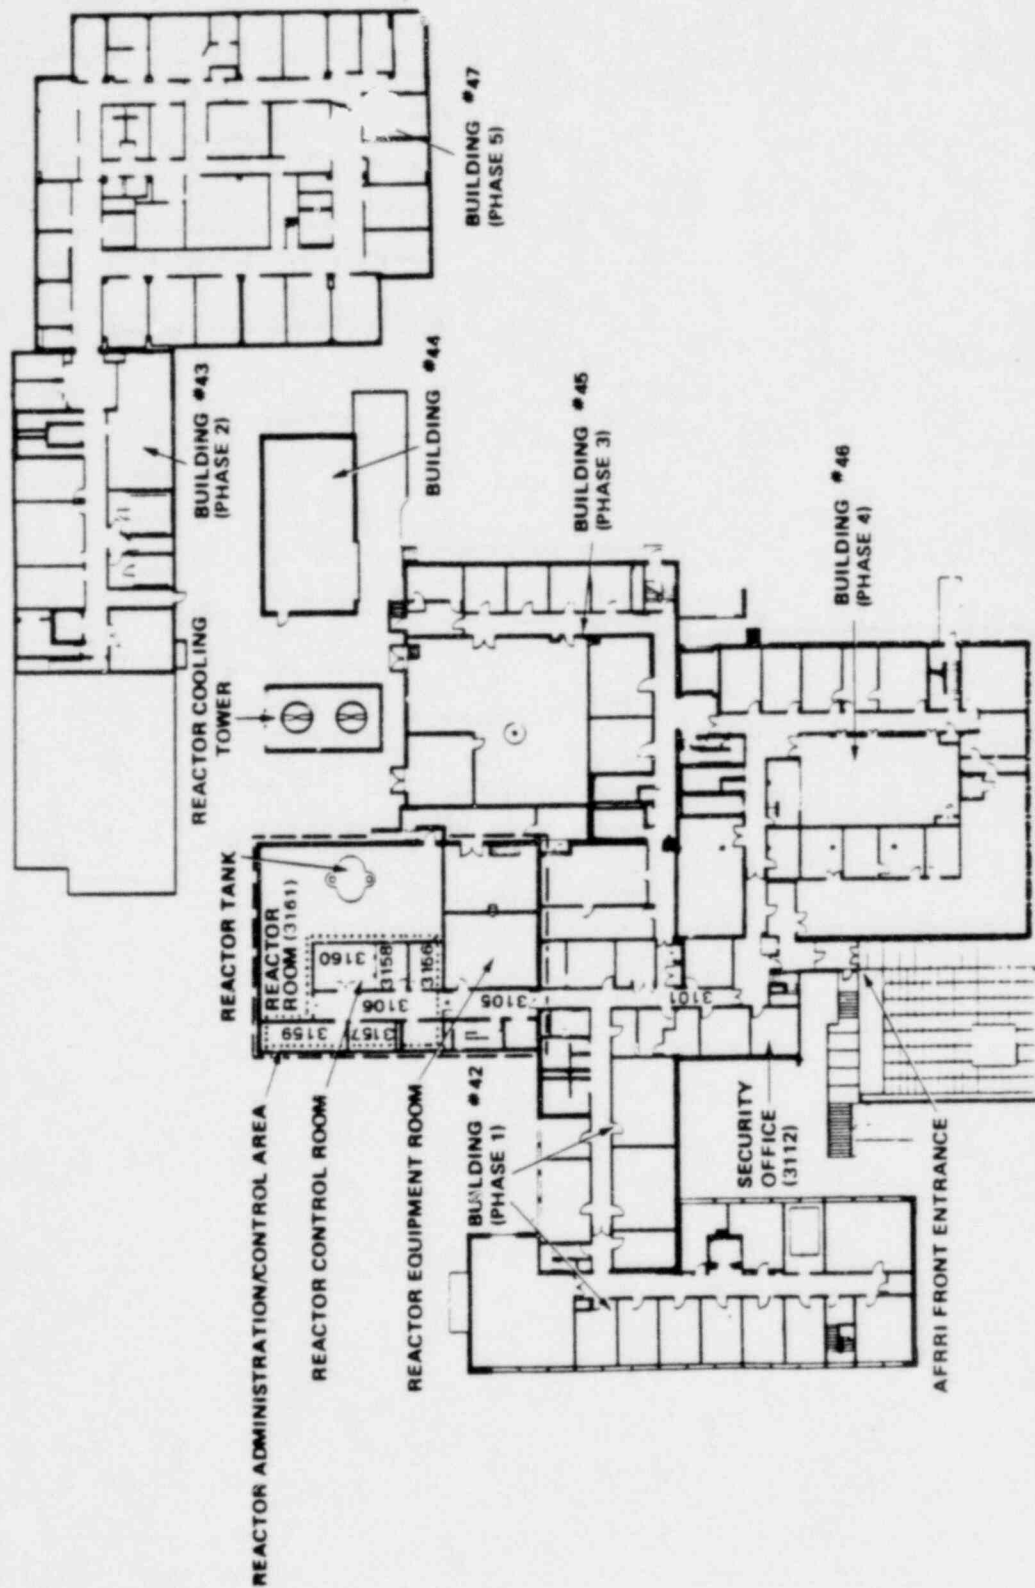 REACTOR ADMINISTRATION/CONTROL AREA
REACTOR CONTROL ROOM
REACTOR EQUIPMENT ROOM
BUILDING #42
(PHASE 1)
SECURITY
OFFICE
(3112)
AFRRI FRONT ENTRANCE
REACTOR TANK
REACTOR
ROOM (3161)
3159
3157
3160
3158
3156
3106
3105
3101
REACTOR COOLING
TOWER
BUILDING #43
(PHASE 2)
BUILDING #44
BUILDING #45
(PHASE 3)
BUILDING #46
(PHASE 4)
BUILDING #47
(PHASE 5)